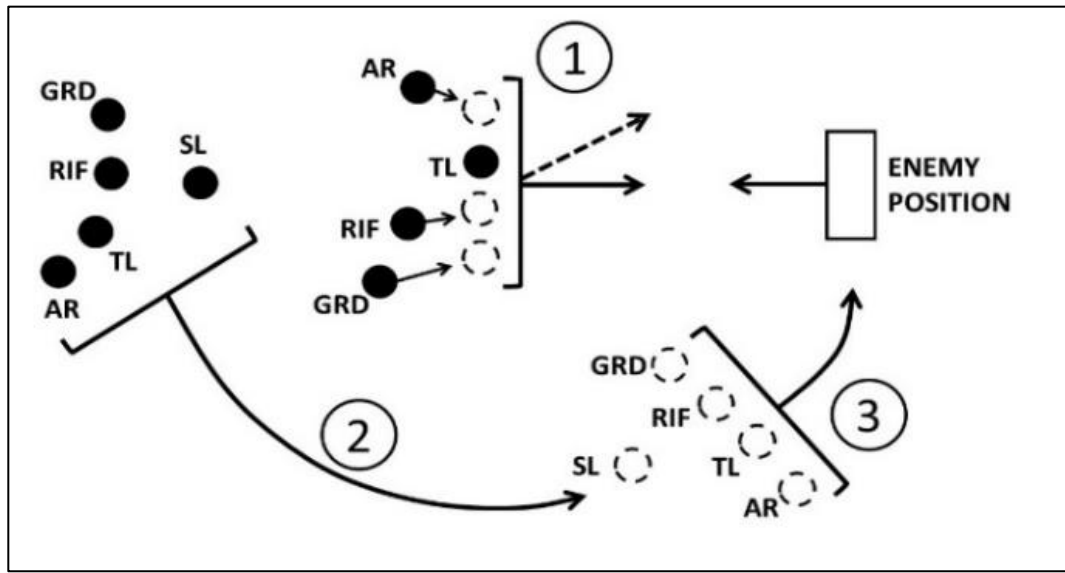 GRD
RIF
SL
TL
AR
AR
TL
RIF
GRD
1
ENEMY
POSITION
2
GRD
RIF
SL
TL
AR
3